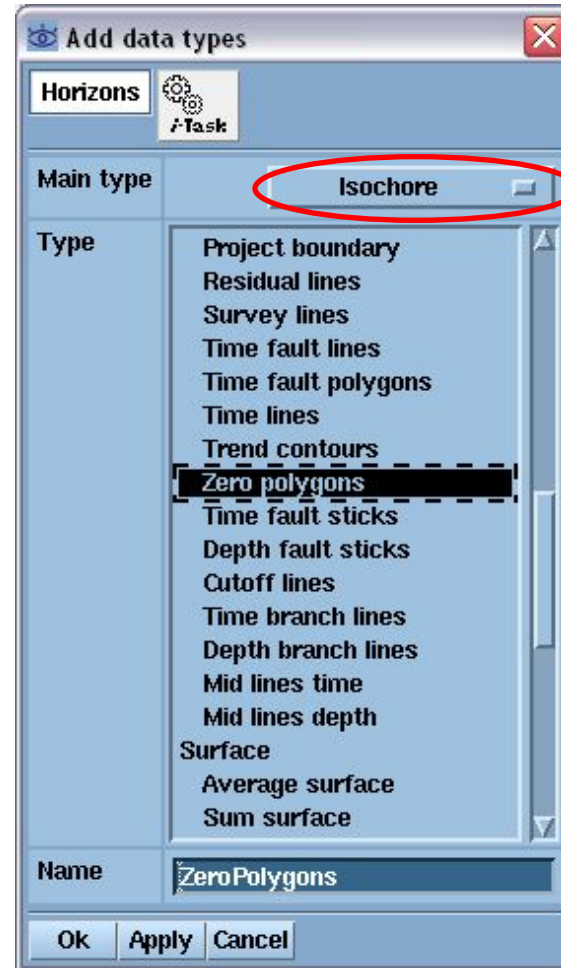 Add data types
Horizons
i-Task
Main type
Isochore
Type
Project boundary
Residual lines
Survey lines
Time fault lines
Time fault polygons
Time lines
Trend contours
Zero polygons
Time fault sticks
Depth fault sticks
Cutoff lines
Time branch lines
Depth branch lines
Mid lines time
Mid lines depth
Surface
Average surface
Sum surface
Name
ZeroPolygons
Ok Apply Cancel